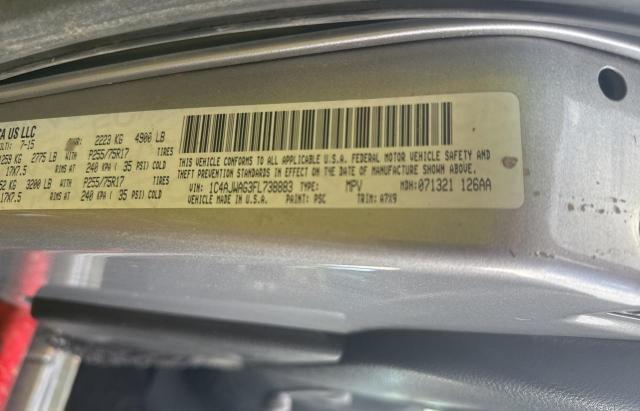 CA US LLC
7-15 2223 KG 4900 LB
1259 KG 2775 LB WITH P255/75R17 TIRES
17X7.5 RIMS AT 240 KPA ( 35 PSI) COLD
52 KG 3200 LB WITH P255/75R17 TIRES
17X7.5 RIMS AT 240 KPA ( 35 PSI) COLD
THIS VEHICLE CONFORMS TO ALL APPLICABLE U.S.A. FEDERAL MOTOR VEHICLE SAFETY AND
THEFT PREVENTION STANDARDS IN EFFECT ON THE DATE OF MANUFACTURE SHOWN ABOVE.
VIN: 1C4AJWAG3FL738883 TYPE: MPV MDH:071321 126AA
VEHICLE MADE IN U.S.A. PAINT: PSC TRIM: A7X9